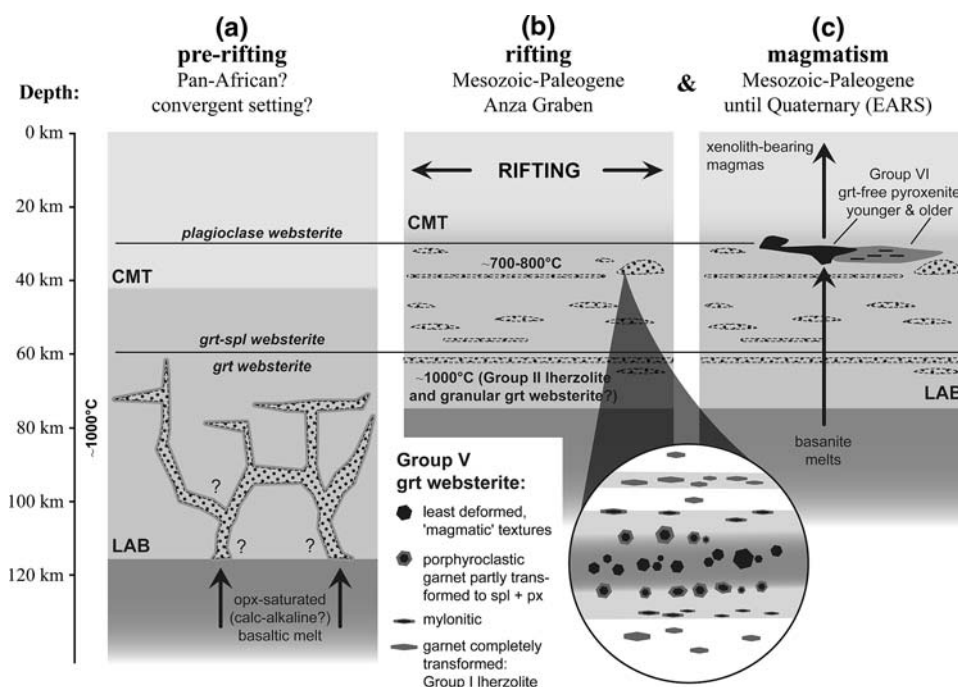 (a)
pre-rifting
Pan-African?
convergent setting?
(b)
rifting
Mesozoic-Paleogene
Anza Graben
&
(c)
magmatism
Mesozoic-Paleogene
until Quaternary (EARS)
Depth:
0 km
20 km
40 km
60 km
80 km
100 km
120 km
~1000°C
plagioclase websterite
CMT
grt-spl websterite
grt websterite
?
?
?
LAB
opx-saturated
(calc-alkaline?)
basaltic melt
RIFTING
CMT
~700-800°C
~1000°C (Group II lherzolite
and granular grt websterite?)
xenolith-bearing
magmas
Group VI
grt-free pyroxenite
younger & older
LAB
basanite
melts
Group V
grt websterite:
least deformed,
'magmatic' textures
porphyroclastic
garnet partly trans-
formed to spl + px
mylonitic
garnet completely
transformed:
Group I lherzolite